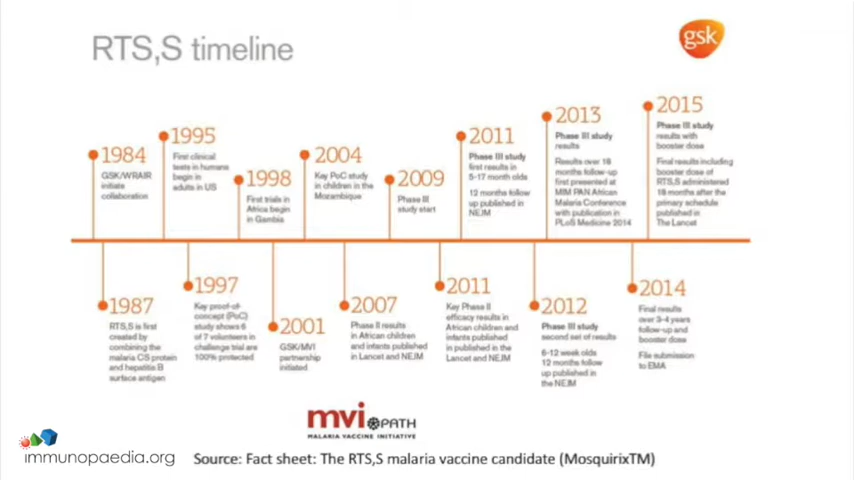 RTS,S timeline
gsk
1984
GSK/WRAIR
initiate
collaboration
1995
First clinical
tests in humans
begin in
adults in US
1998
First trials in
Africa begin
in Gambia
2004
Key PoC study
in children in the
Mozambique
2009
Phase III
study start
2011
Phase III study
first results in
5-17 month olds
12 months follow
up published in
NEJM
2013
Phase III study
results
Results over 18
months follow-up
first presented at
MIM PAN African
Malaria Conference
with publication in
PLoS Medicine 2014
2015
Phase III study
results with
booster dose
Final results including
booster dose of
RTS,S administered
18 months after the
primary schedule
published in
The Lancet
1987
RTS,S is first
created by
combining the
malaria CS protein
and hepatitis B
surface antigen
1997
Key proof-of-
concept (PoC)
study shows 6
of 7 volunteers in
challenge trial are
100% protected
2001
GSK/MVI
partnership
initiated
2007
Phase II results
in African children
and infants published
in Lancet and NEJM
2011
Key Phase II
efficacy results in
African children and
infants published
in published in the
Lancet and NEJM
2012
Phase III study
second set of results
6-12 week olds
12 months follow
up published in
the NEJM
2014
Final results
over 3-4 years
follow-up and
booster dose
File submission
to EMA
mvi PATH
MALARIA VACCINE INITIATIVE
immunopaedia.org
Source: Fact sheet: The RTS,S malaria vaccine candidate (MosquirixTM)